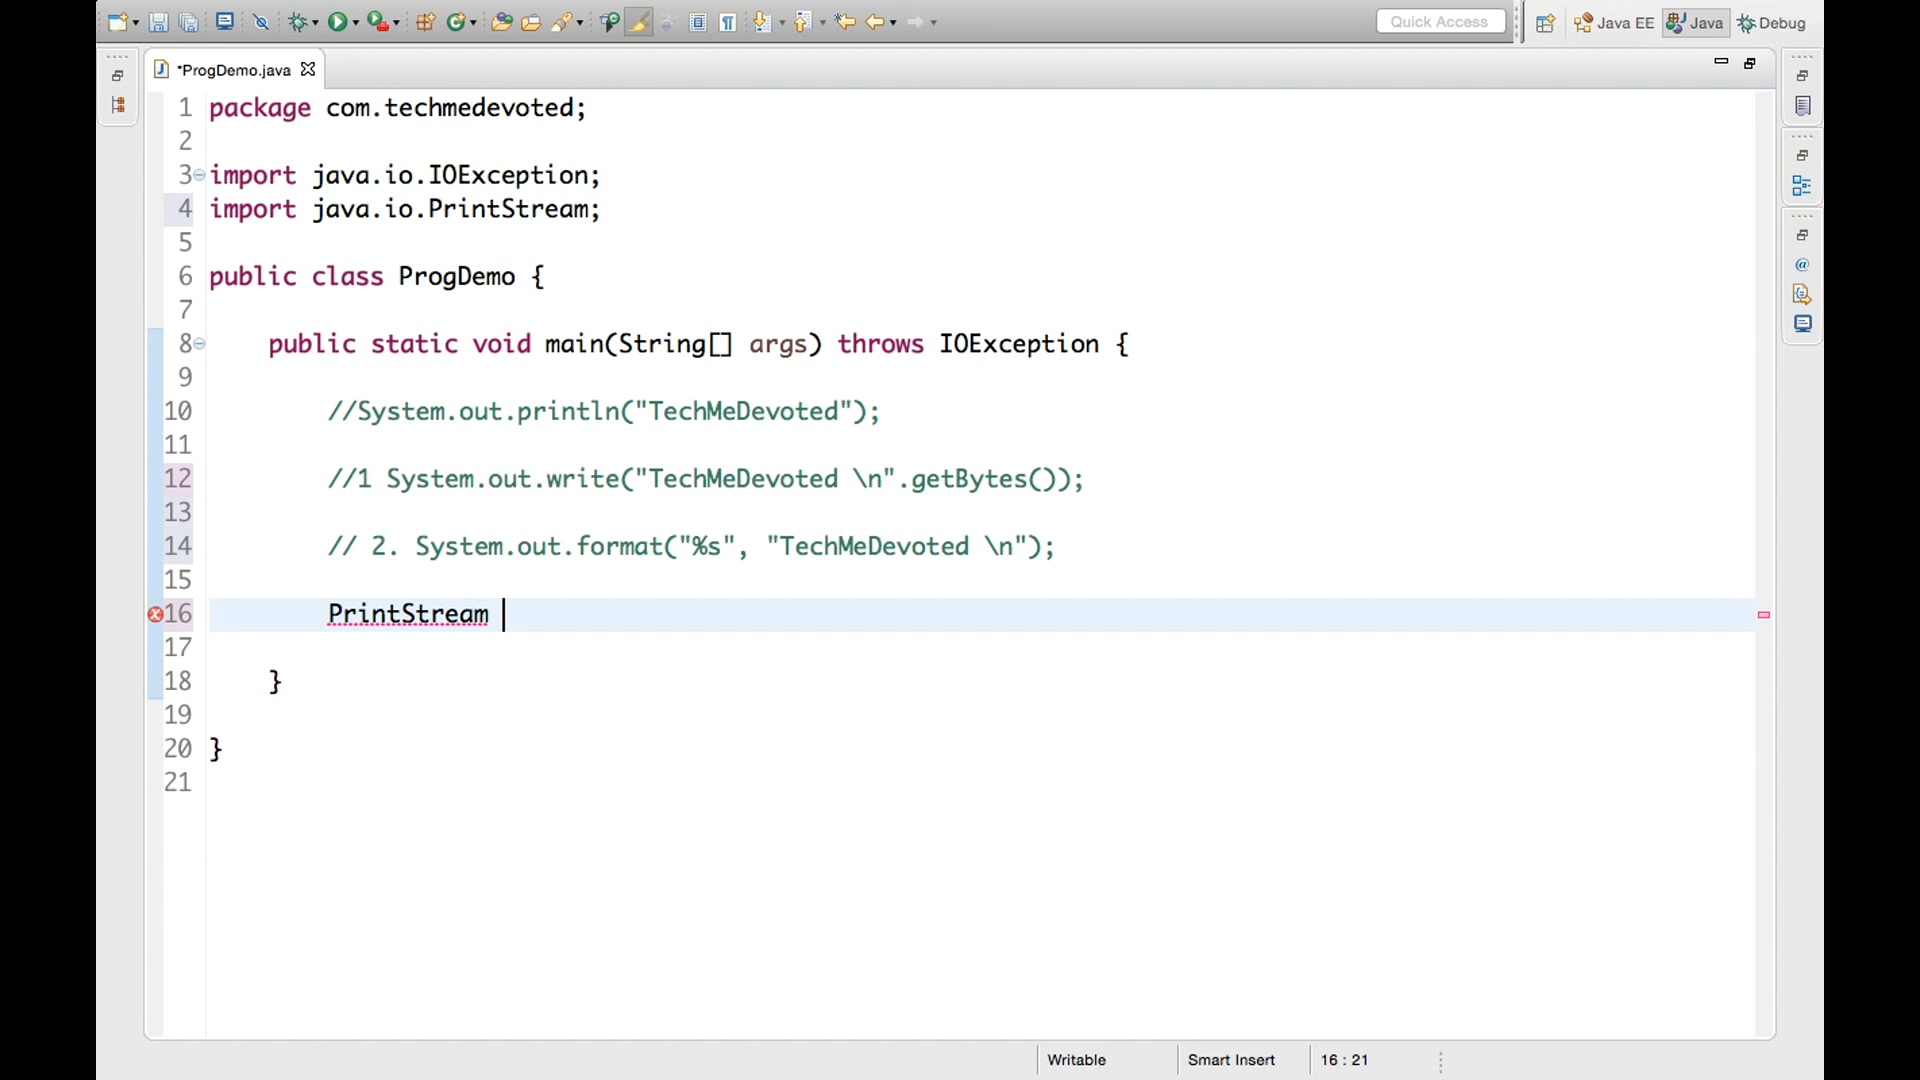 Quick Access
Java EE
Java
Debug
*ProgDemo.java
1 package com.techmedevoted;
2
3 import java.io.IOException;
4 import java.io.PrintStream;
5
6 public class ProgDemo {
7
8 public static void main(String[] args) throws IOException {
9
10 //System.out.println("TechMeDevoted");
11
12 //1 System.out.write("TechMeDevoted \n".getBytes());
13
14 // 2. System.out.format("%s", "TechMeDevoted \n");
15
16 PrintStream
17
18 }
19
20 }
21
Writable
Smart Insert
16 : 21